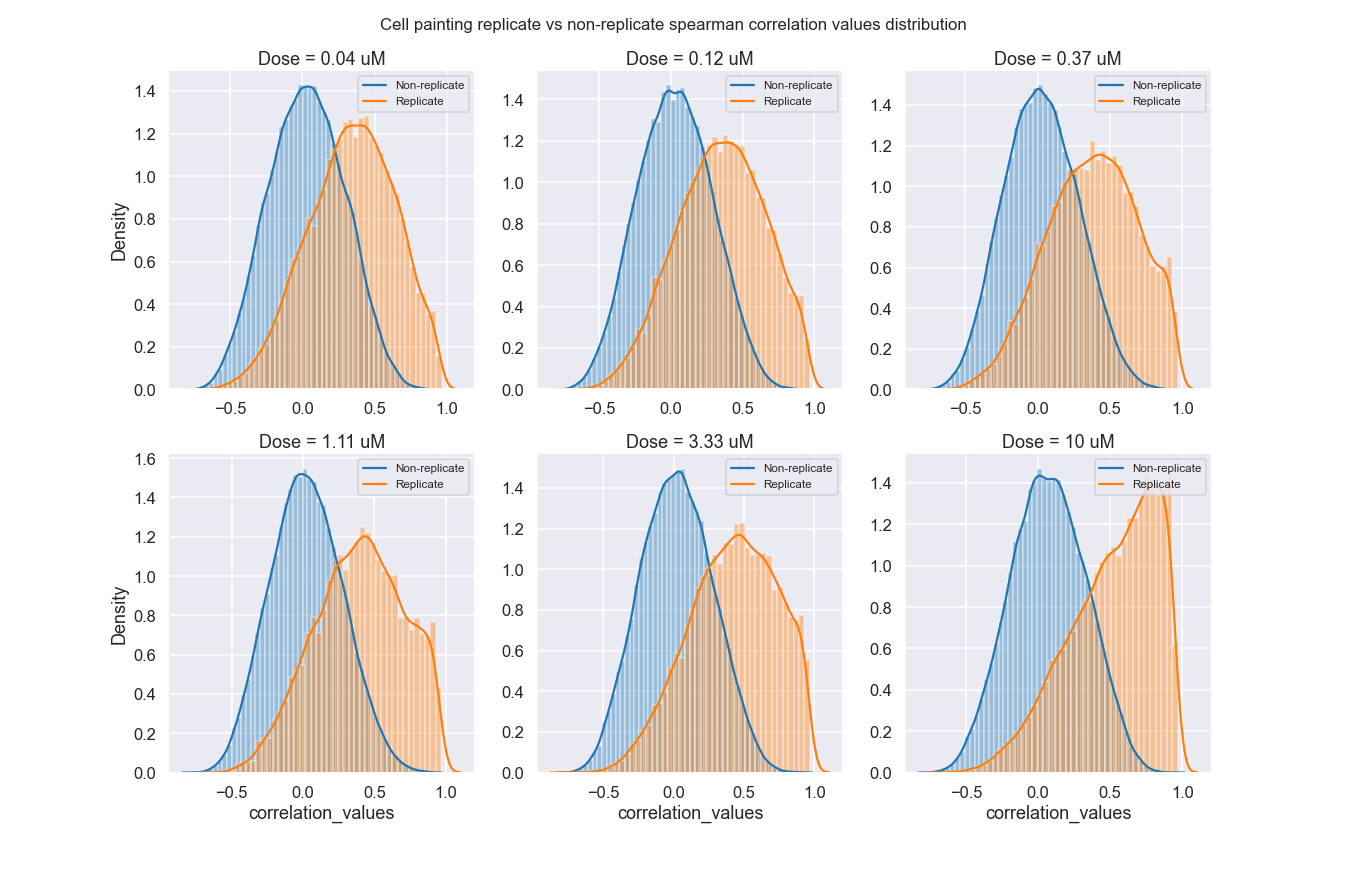 Cell painting replicate vs non-replicate spearman correlation values distribution
Dose = 0.04 uM
Dose = 0.12 uM
Dose = 0.37 uM
Non-replicate
Replicate
Non-replicate
Replicate
Non-replicate
Replicate
Density
1.4
1.2
1.0
0.8
0.6
0.4
0.2
0.0
−0.5 0.0 0.5 1.0
1.4
1.2
1.0
0.8
0.6
0.4
0.2
0.0
−0.5 0.0 0.5 1.0
1.4
1.2
1.0
0.8
0.6
0.4
0.2
0.0
−0.5 0.0 0.5 1.0
Dose = 1.11 uM
Dose = 3.33 uM
Dose = 10 uM
Non-replicate
Replicate
Non-replicate
Replicate
Non-replicate
Replicate
Density
1.6
1.4
1.2
1.0
0.8
0.6
0.4
0.2
0.0
−0.5 0.0 0.5 1.0
correlation_values
1.4
1.2
1.0
0.8
0.6
0.4
0.2
0.0
−0.5 0.0 0.5 1.0
correlation_values
1.4
1.2
1.0
0.8
0.6
0.4
0.2
0.0
−0.5 0.0 0.5 1.0
correlation_values